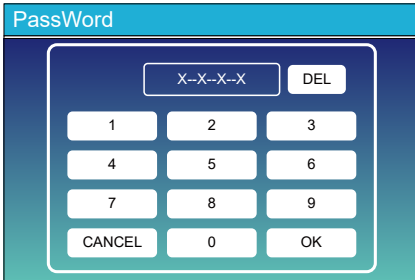 PassWord
X--X--X--X DEL
1 2 3
4 5 6
7 8 9
CANCEL 0 OK